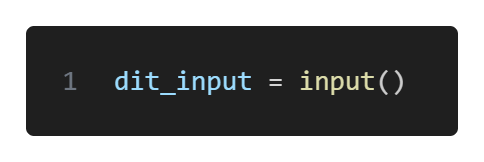 1 dit_input = input()